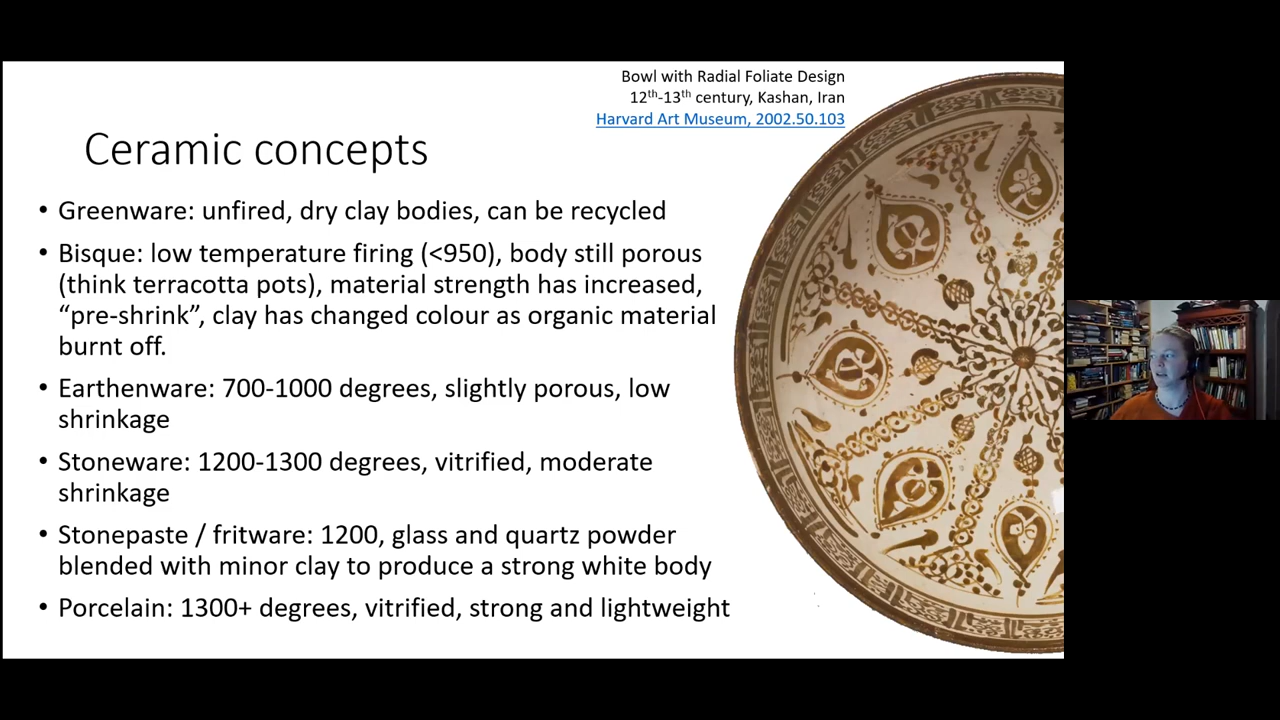 Bowl with Radial Foliate Design
12th-13th century, Kashan, Iran
Harvard Art Museum, 2002.50.103
Ceramic concepts
• Greenware: unfired, dry clay bodies, can be recycled
• Bisque: low temperature firing (<950), body still porous
(think terracotta pots), material strength has increased,
“pre-shrink”, clay has changed colour as organic material
burnt off.
• Earthenware: 700-1000 degrees, slightly porous, low
shrinkage
• Stoneware: 1200-1300 degrees, vitrified, moderate
shrinkage
• Stonepaste / fritware: 1200, glass and quartz powder
blended with minor clay to produce a strong white body
• Porcelain: 1300+ degrees, vitrified, strong and lightweight